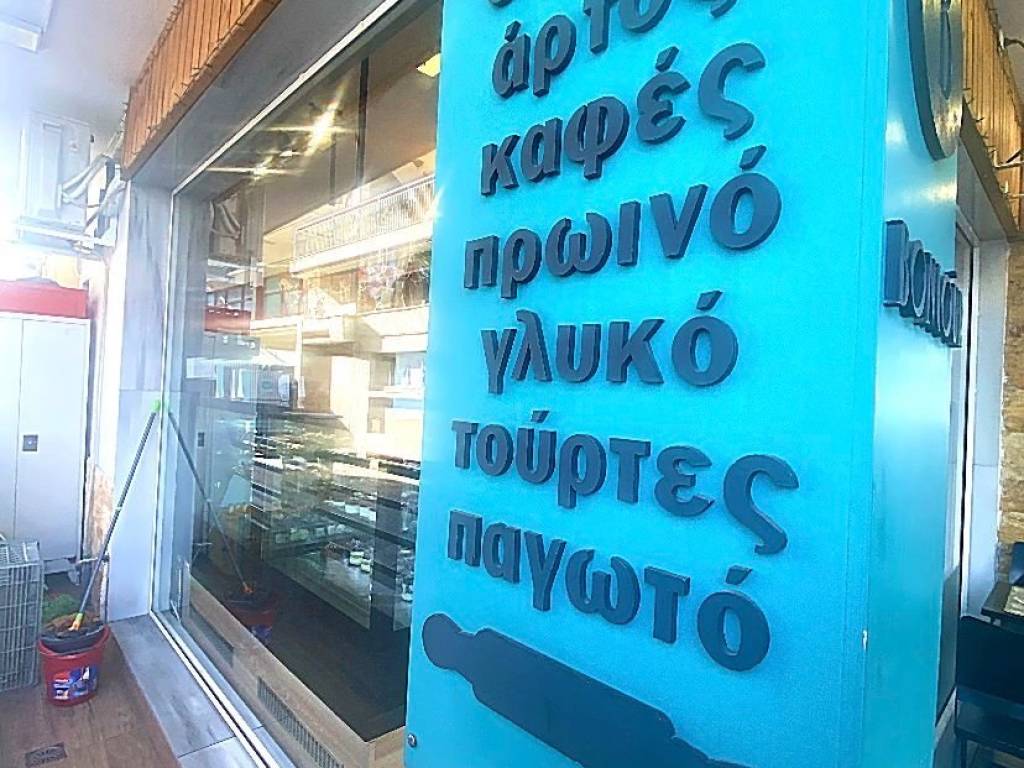 άρτος
καφές
πρωινό
γλυκό
τούρτες
παγωτό